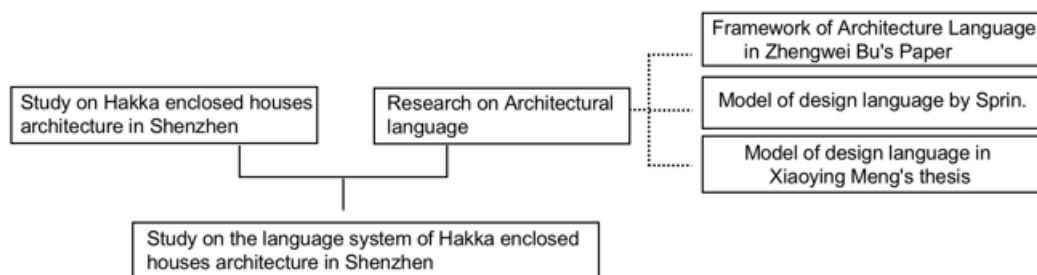 Framework of Architecture Language
in Zhengwei Bu's Paper
Study on Hakka enclosed houses
architecture in Shenzhen
Research on Architectural
language
Model of design language by Sprin.
Model of design language in
Xiaoying Meng's thesis
Study on the language system of Hakka enclosed
houses architecture in Shenzhen